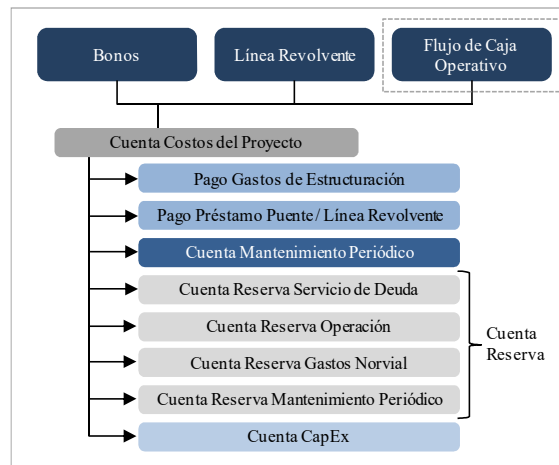 Bonos
Línea Revolvente
Flujo de Caja
Operativo
Cuenta Costos del Proyecto
Pago Gastos de Estructuración
Pago Préstamo Puente/ Línea Revolvente
Cuenta Mantenimiento Periódico
Cuenta Reserva Servicio de Deuda
Cuenta Reserva Operación
Cuenta Reserva Gastos Norvial
Cuenta Reserva Mantenimiento Periódico
Cuenta
Reserva
Cuenta CapEx